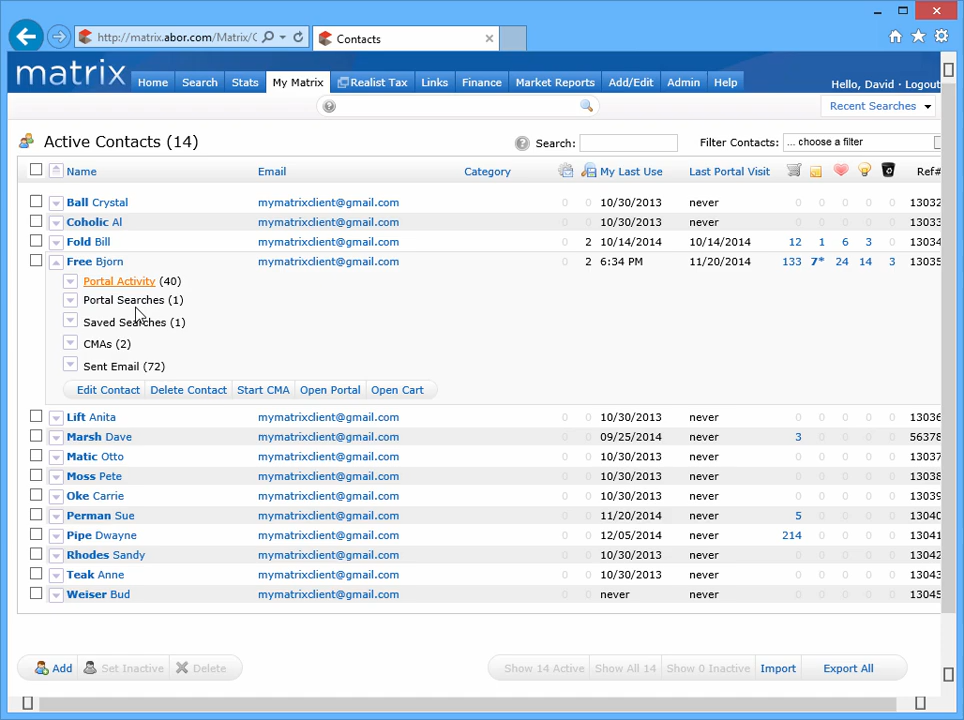 http://matrix.abor.com/Matrix/C
Contacts
matrix
Home Search Stats My Matrix Realist Tax Links Finance Market Reports Add/Edit Admin Help
Hello, David · Logout
Recent Searches
Active Contacts (14)
Search:
Filter Contacts: ... choose a filter
Name Email Category My Last Use Last Portal Visit Ref#
Ball Crystal mymatrixclient@gmail.com 0 0 10/30/2013 never 0 0 0 0 0 13032
Coholic Al mymatrixclient@gmail.com 0 0 10/30/2013 never 0 0 0 0 0 13033
Fold Bill mymatrixclient@gmail.com 0 2 10/14/2014 10/14/2014 12 1 6 3 0 13034
Free Bjorn mymatrixclient@gmail.com 0 2 6:34 PM 11/20/2014 133 7* 24 14 3 13035
Portal Activity (40)
Portal Searches (1)
Saved Searches (1)
CMAs (2)
Sent Email (72)
Edit Contact Delete Contact Start CMA Open Portal Open Cart
Lift Anita mymatrixclient@gmail.com 0 0 10/30/2013 never 0 0 0 0 0 13036
Marsh Dave mymatrixclient@gmail.com 0 0 09/25/2014 never 3 0 0 0 0 56378
Matic Otto mymatrixclient@gmail.com 0 0 10/30/2013 never 0 0 0 0 0 13037
Moss Pete mymatrixclient@gmail.com 0 0 10/30/2013 never 0 0 0 0 0 13038
Oke Carrie mymatrixclient@gmail.com 0 0 10/30/2013 never 0 0 0 0 0 13039
Perman Sue mymatrixclient@gmail.com 0 0 11/20/2014 never 5 0 0 0 0 13040
Pipe Dwayne mymatrixclient@gmail.com 0 0 12/05/2014 never 214 0 0 0 0 13041
Rhodes Sandy mymatrixclient@gmail.com 0 0 10/30/2013 never 0 0 0 0 0 13042
Teak Anne mymatrixclient@gmail.com 0 0 10/30/2013 never 0 0 0 0 0 13043
Weiser Bud mymatrixclient@gmail.com 0 0 never never 0 0 0 0 0 13045
Add Set Inactive Delete Show 14 Active Show All 14 Show 0 Inactive Import Export All